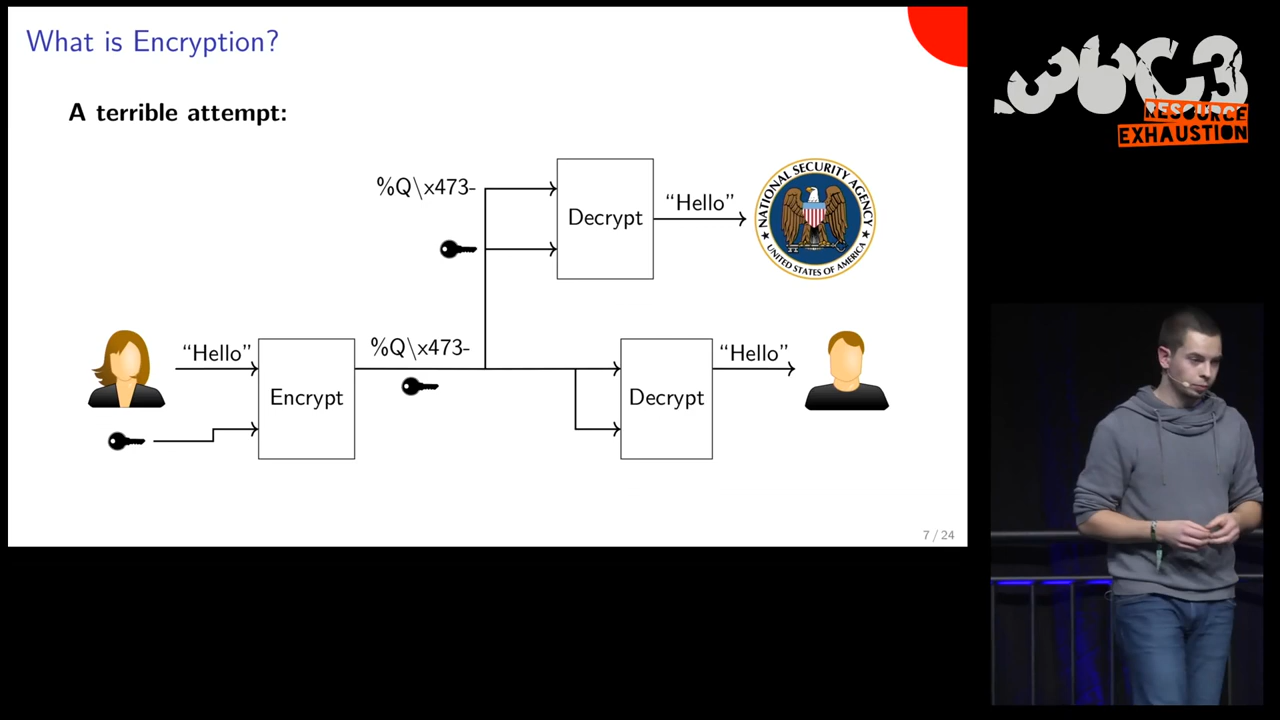 What is Encryption?
A terrible attempt:
%Q\x473-
Decrypt
“Hello”
NATIONAL SECURITY AGENCY
UNITED STATES OF AMERICA
“Hello”
Encrypt
%Q\x473-
Decrypt
“Hello”
7 / 24
36C3
RESOURCE
EXHAUSTION